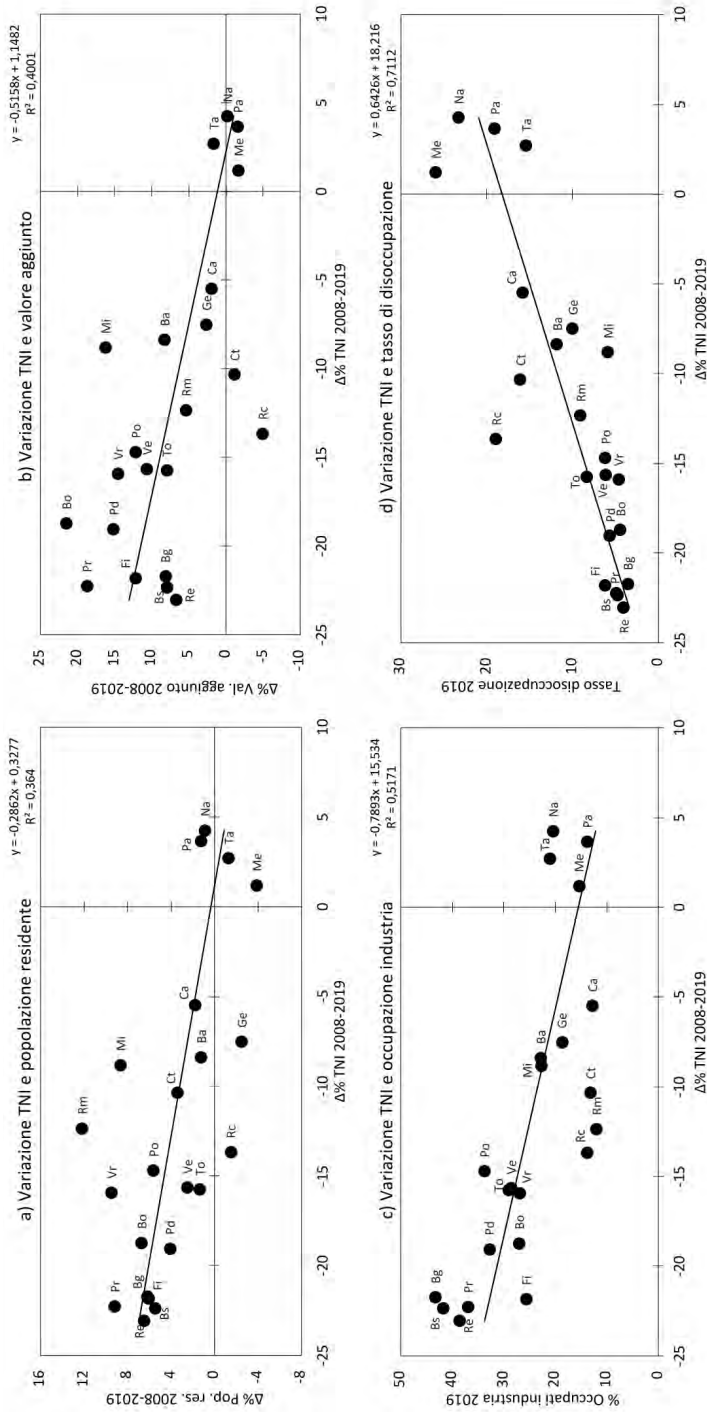 a) Variazione TNI e popolazione residente
y = -0,2862x + 0,3277
R² = 0,364
Δ% Pop. res. 2008-2019
16
12
8
4
0
-4
-8
Pr
Re
Bg
Fi
Bs
Bo
Pd
Vr
Po
Ve
To
Rm
Rc
Ct
Mi
Ba
Ge
Ca
Pa
Na
Ta
Me
-25
-20
-15
-10
-5
0
5
10
Δ% TNI 2008-2019
b) Variazione TNI e valore aggiunto
y = -0,5158x + 1,1482
R² = 0,4001
Δ% Val. aggiunto 2008-2019
25
20
15
10
5
0
-5
-10
Pr
Fi
Bs
Bg
Re
Bo
Pd
Vr
Po
Ve
To
Rm
Rc
Ct
Mi
Ba
Ge
Ca
Ta
Na
Pa
Me
-25
-20
-15
-10
-5
0
5
10
Δ% TNI 2008-2019
c) Variazione TNI e occupazione industria
y = -0,7893x + 15,534
R² = 0,5171
% Occupati industria 2019
50
40
30
20
10
0
Bg
Bs
Pr
Re
Fi
Pd
Bo
Po
To
Ve
Vr
Rc
Rm
Ct
Mi
Ba
Ge
Ca
Ta
Na
Me
Pa
-25
-20
-15
-10
-5
0
5
10
Δ% TNI 2008-2019
d) Variazione TNI e tasso di disoccupazione
y = 0,6426x + 18,216
R² = 0,7112
Tasso disoccupazione 2019
30
20
10
0
Fi
Bs
Pr
Re
Bg
Pd
Bo
To
Ve
Po
Vr
Rc
Rm
Ct
Ba
Ge
Mi
Ca
Me
Na
Pa
Ta
-25
-20
-15
-10
-5
0
5
10
Δ% TNI 2008-2019